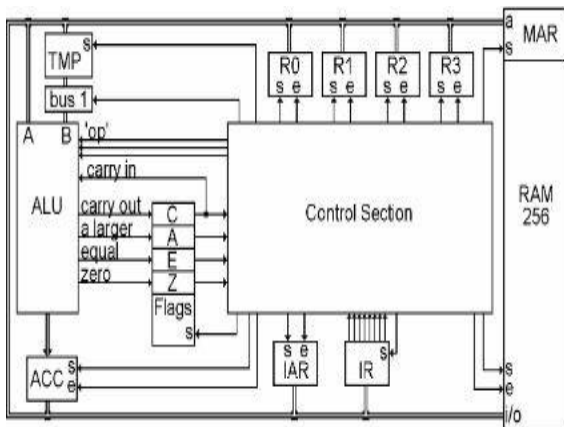 a
MAR
s
TMP
s
R0
R1
R2
R3
s e
s e
s e
s e
bus 1
A
B
'op'
carry in
ALU
carry out
C
a larger
A
equal
E
zero
Z
Flags
s
Control Section
RAM
256
ACC
s
e
s e
IAR
s
IR
s
e
i/o